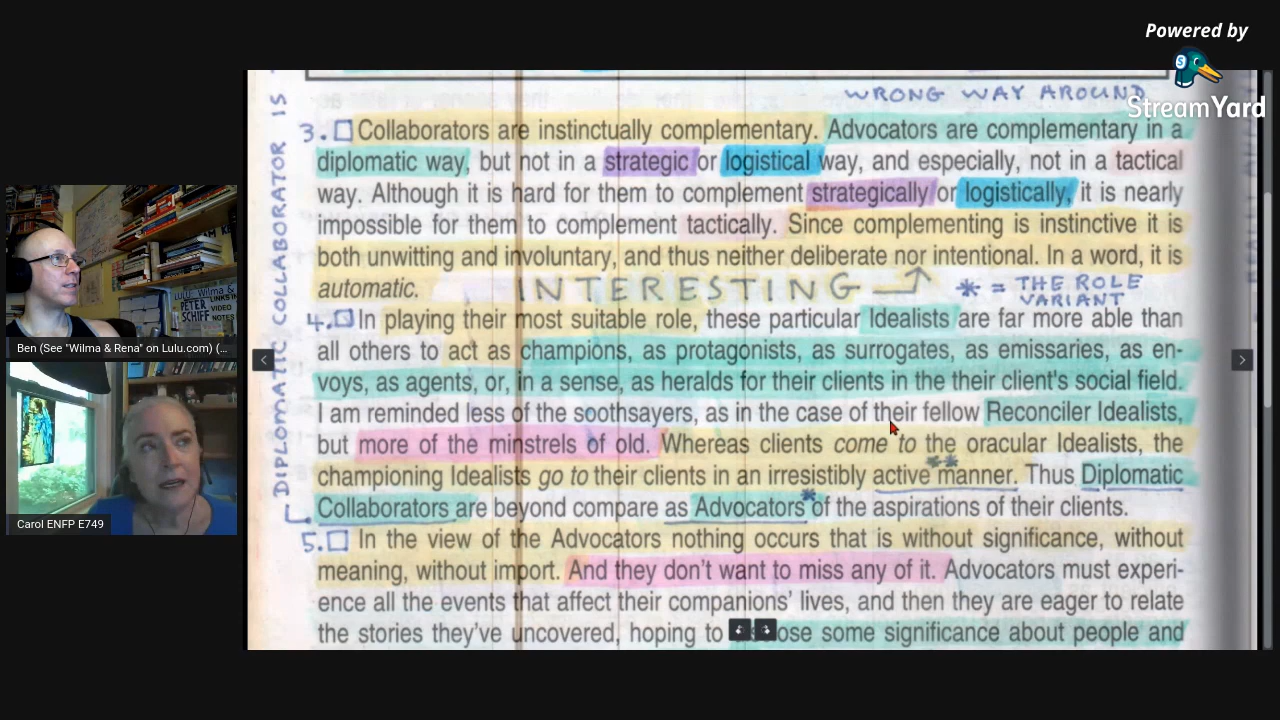 Powered by
StreamYard
WRONG WAY AROUND
DIPLOMATIC COLLABORATOR IS
3. Collaborators are instinctually complementary. Advocators are complementary in a
diplomatic way, but not in a strategic or logistical way, and especially, not in a tactical
way. Although it is hard for them to complement strategically or logistically, it is nearly
impossible for them to complement tactically. Since complementing is instinctive it is
both unwitting and involuntary, and thus neither deliberate nor intentional. In a word, it is
automatic. INTERESTING * = THE ROLE
VARIANT
4. In playing their most suitable role, these particular Idealists are far more able than
all others to act as champions, as protagonists, as surrogates, as emissaries, as en-
voys, as agents, or, in a sense, as heralds for their clients in the their client's social field.
I am reminded less of the soothsayers, as in the case of their fellow Reconciler Idealists,
but more of the minstrels of old. Whereas clients come to the oracular Idealists, the
championing Idealists go to their clients in an irresistibly active manner. Thus Diplomatic
Collaborators are beyond compare as Advocators* of the aspirations of their clients.
5. In the view of the Advocators nothing occurs that is without significance, without
meaning, without import. And they don't want to miss any of it. Advocators must experi-
ence all the events that affect their companions' lives, and then they are eager to relate
the stories they've uncovered, hoping to ose some significance about people and
Ben (See "Wilma & Rena" on Lulu.com) (...
Carol ENFP E749
PETER
SCHIFF
VIDEO
NOTES